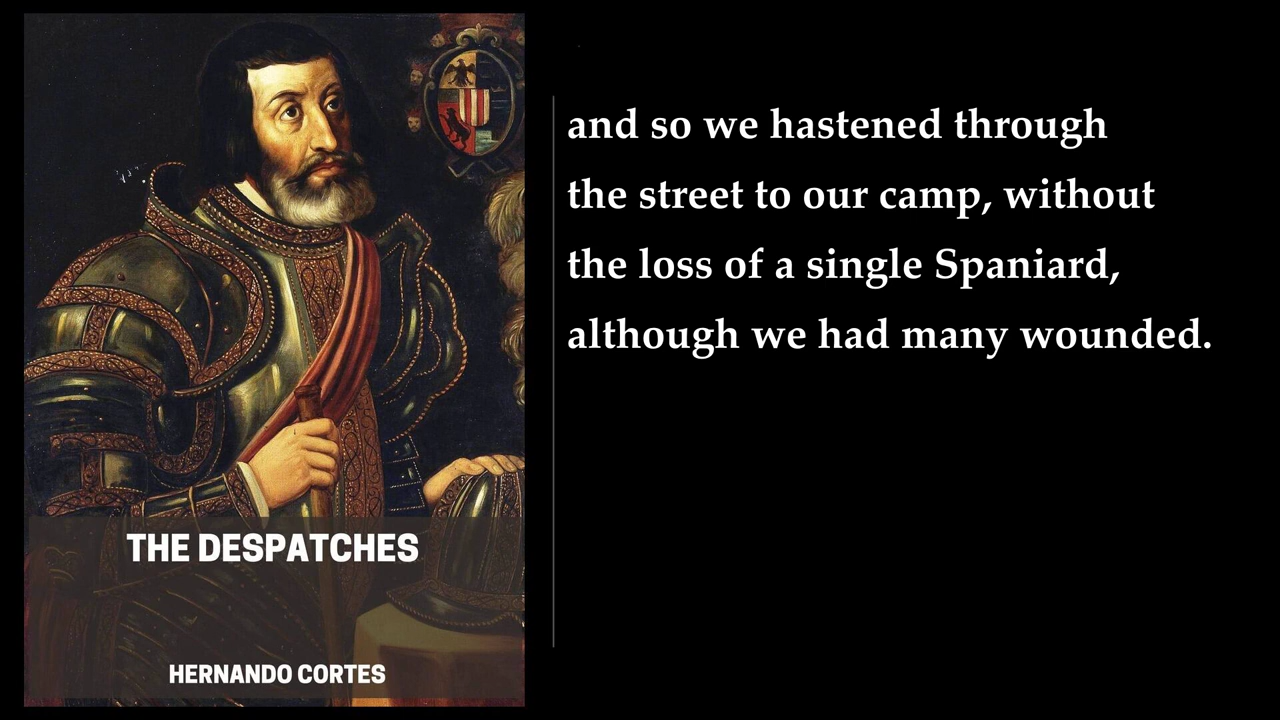 THE DESPATCHES
HERNANDO CORTES
and so we hastened through
the street to our camp, without
the loss of a single Spaniard,
although we had many wounded.